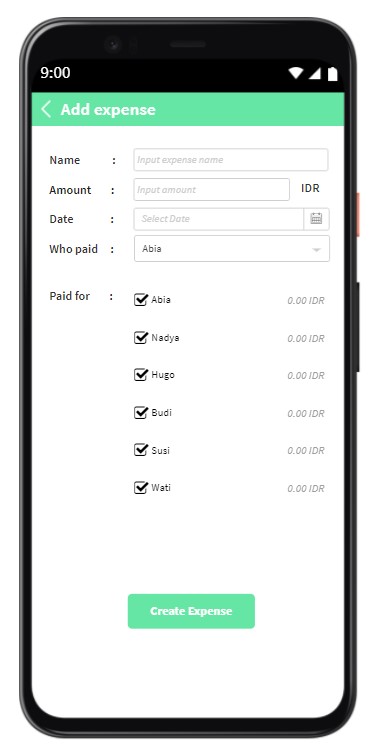 9:00
Add expense
Name : Input expense name
Amount : Input amount IDR
Date : Select Date
Who paid : Abia
Paid for : Abia 0.00 IDR
Nadya 0.00 IDR
Hugo 0.00 IDR
Budi 0.00 IDR
Susi 0.00 IDR
Wati 0.00 IDR
Create Expense